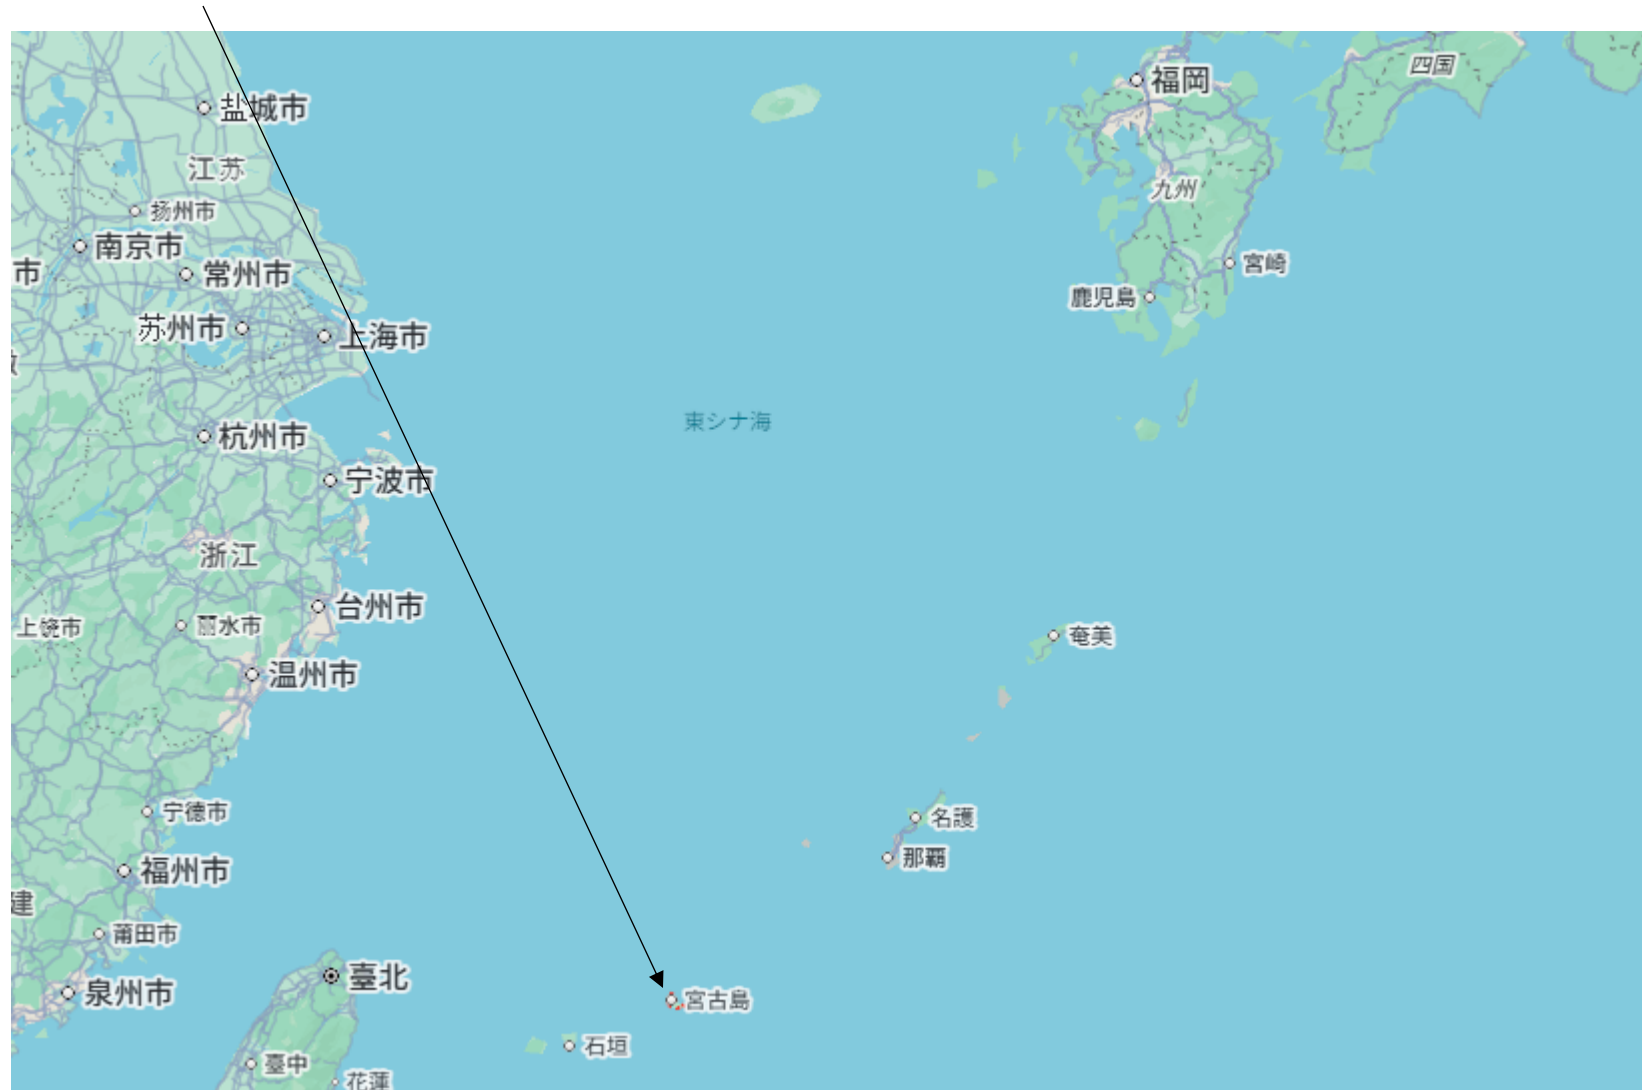 盐城市
福岡
四国
江苏
九州
扬州市
南京市
宮崎
市
常州市
鹿児島
苏州市
上海市
東シナ海
杭州市
宁波市
浙江
台州市
上饶市
丽水市
奄美
温州市
宁德市
名護
那覇
福州市
建
莆田市
臺北
泉州市
宮古島
石垣
臺中
花蓮